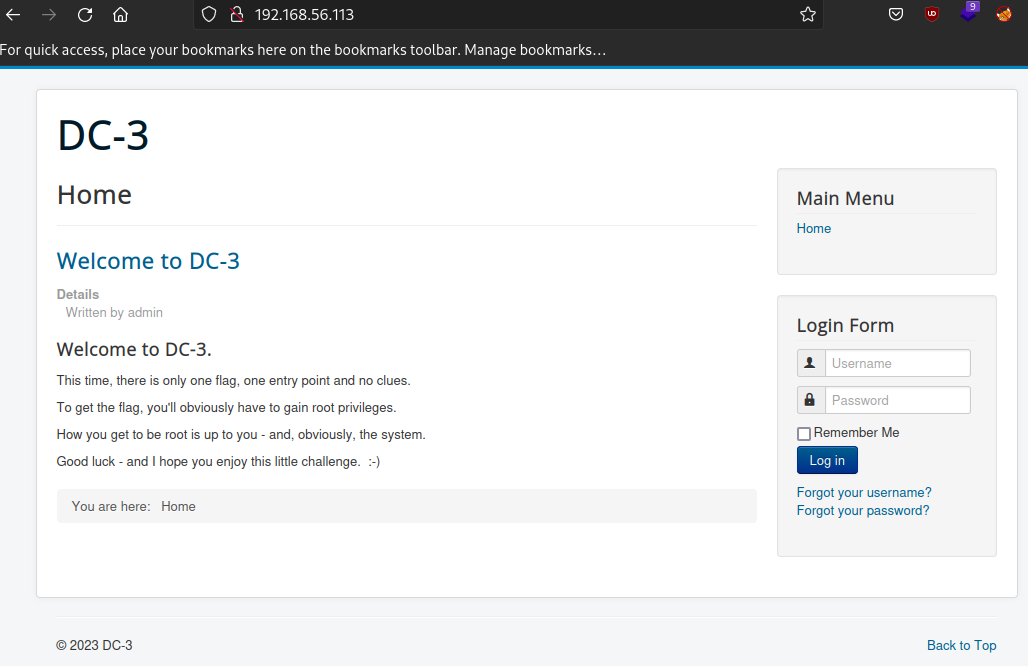 192.168.56.113
9
UD
For quick access, place your bookmarks here on the bookmarks toolbar. Manage bookmarks…
DC-3
Home
Welcome to DC-3
Details
Written by admin
Welcome to DC-3.
This time, there is only one flag, one entry point and no clues.
To get the flag, you'll obviously have to gain root privileges.
How you get to be root is up to you - and, obviously, the system.
Good luck - and I hope you enjoy this little challenge.  :-)
You are here: Home
Main Menu
Home
Login Form
Username
Password
Remember Me
Log in
Forgot your username?
Forgot your password?
© 2023 DC-3
Back to Top